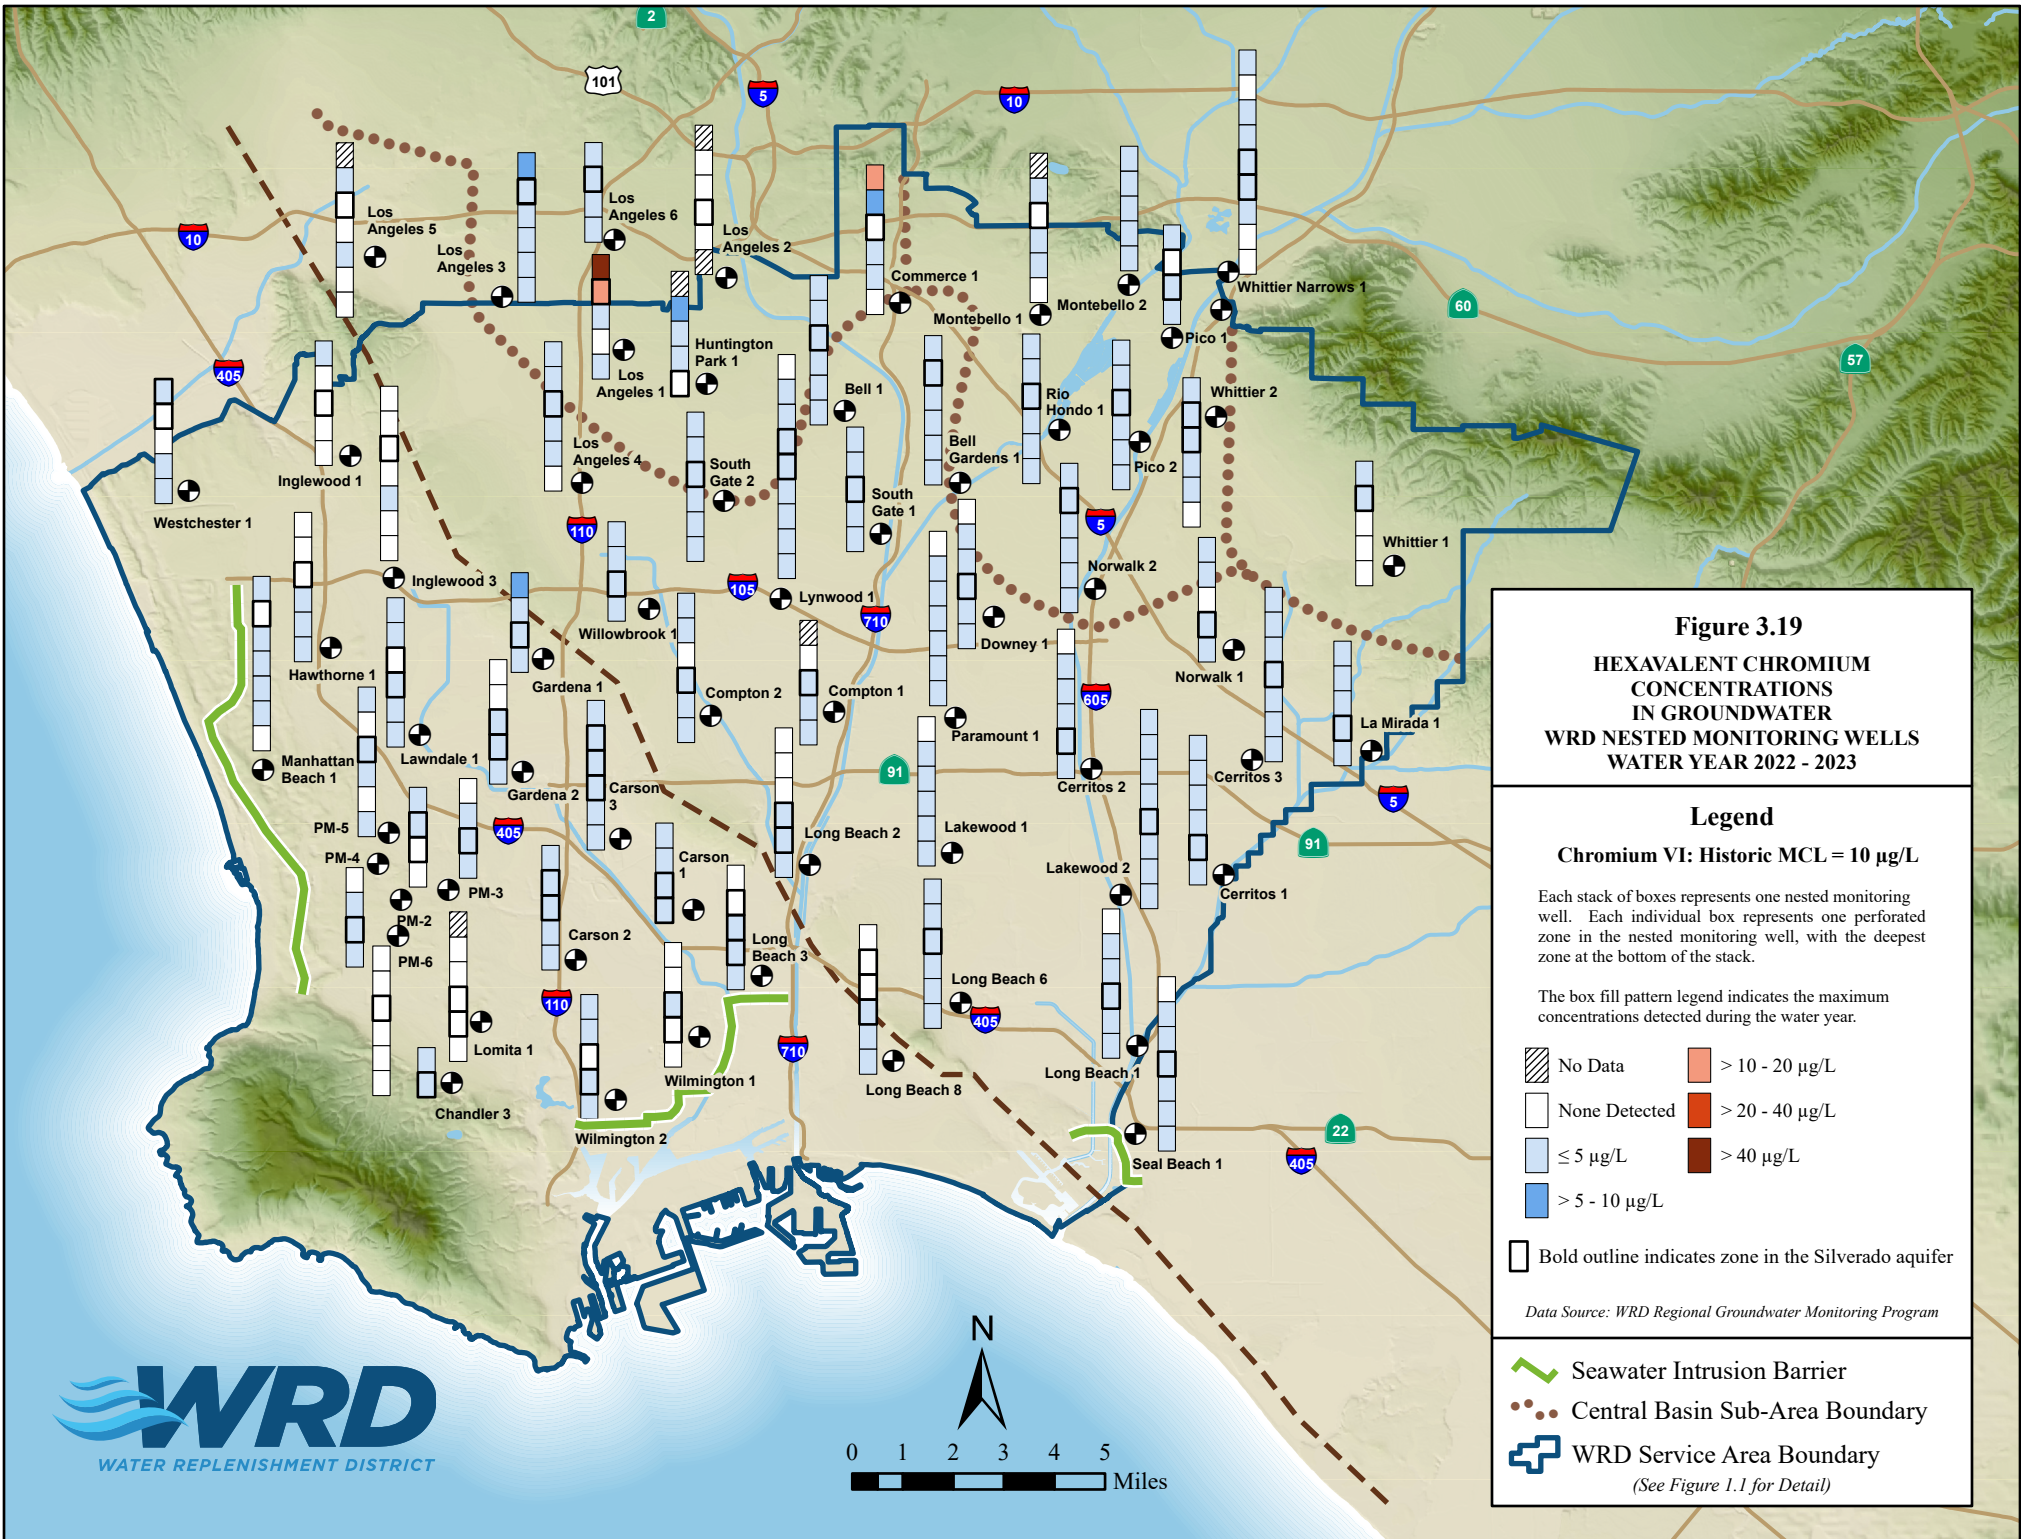 2
101
5
10
10
Los
Angeles 5
Los
Angeles 3
Los
Angeles 6
Los
Angeles 2
Commerce 1
Montebello 1
Montebello 2
Whittier Narrows 1
Pico 1
60
57
405
Huntington
Park 1
Los
Angeles 1
Bell 1
Rio
Hondo 1
Whittier 2
Inglewood 1
Westchester 1
Los
Angeles 4
South
Gate 2
South
Gate 1
Bell
Gardens 1
Pico 2
110
5
Whittier 1
Inglewood 3
105
Lynwood 1
Norwalk 2
710
Willowbrook 1
Downey 1
Hawthorne 1
Gardena 1
Compton 2
Compton 1
Norwalk 1
605
Paramount 1
La Mirada 1
Manhattan
Beach 1
Lawndale 1
Gardena 2
Carson
3
91
Cerritos 2
Cerritos 3
5
PM-5
405
Long Beach 2
Lakewood 1
91
PM-4
PM-3
Carson
1
Lakewood 2
Cerritos 1
PM-2
Carson 2
Long
Beach 3
PM-6
Long Beach 6
110
405
Lomita 1
710
Wilmington 1
Long Beach 8
Long Beach 1
Chandler 3
Wilmington 2
22
Seal Beach 1
405
Figure 3.19
HEXAVALENT CHROMIUM
CONCENTRATIONS
IN GROUNDWATER
WRD NESTED MONITORING WELLS
WATER YEAR 2022 - 2023
Legend
Chromium VI: Historic MCL = 10 µg/L
Each stack of boxes represents one nested monitoring
well. Each individual box represents one perforated
zone in the nested monitoring well, with the deepest
zone at the bottom of the stack.
The box fill pattern legend indicates the maximum
concentrations detected during the water year.
No Data
> 10 - 20 µg/L
None Detected
> 20 - 40 µg/L
≤ 5 µg/L
> 40 µg/L
> 5 - 10 µg/L
Bold outline indicates zone in the Silverado aquifer
Data Source: WRD Regional Groundwater Monitoring Program
Seawater Intrusion Barrier
Central Basin Sub-Area Boundary
WRD Service Area Boundary
(See Figure 1.1 for Detail)
N
0 1 2 3 4 5
Miles
WRD
WATER REPLENISHMENT DISTRICT